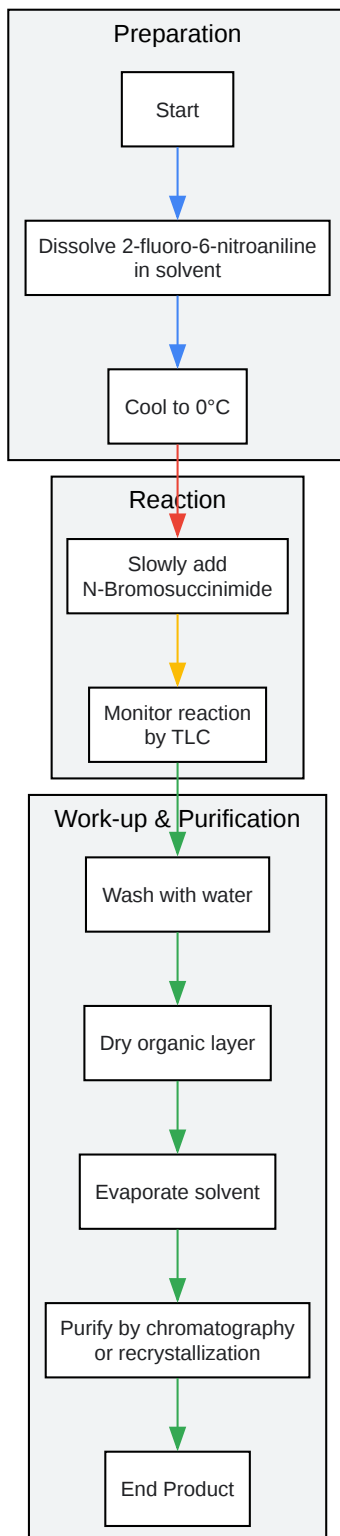 Preparation
Start
Dissolve 2-fluoro-6-nitroaniline
in solvent
Cool to 0°C
Reaction
Slowly add
N-Bromosuccinimide
Monitor reaction
by TLC
Work-up & Purification
Wash with water
Dry organic layer
Evaporate solvent
Purify by chromatography
or recrystallization
End Product